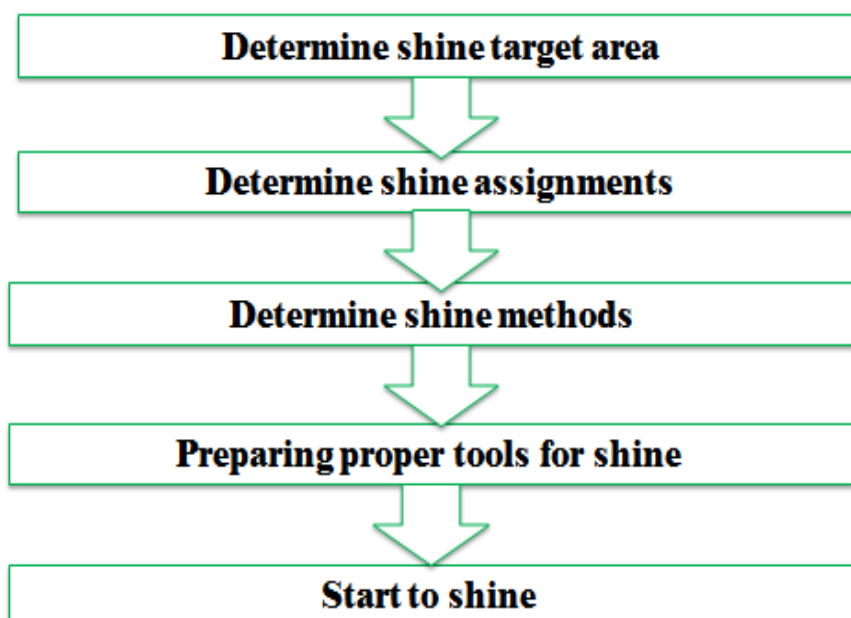 Determine shine target area
Determine shine assignments
Determine shine methods
Preparing proper tools for shine
Start to shine